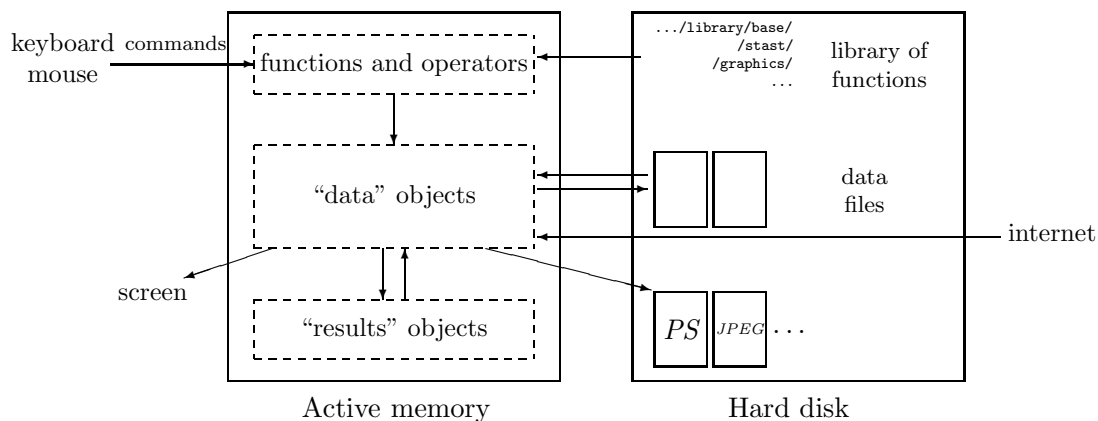 keyboard
mouse
commands
functions and operators
“data” objects
“results” objects
screen
Active memory
.../library/base/
/stast/
/graphics/
...
library of
functions
data
files
internet
PS
JPEG
...
Hard disk